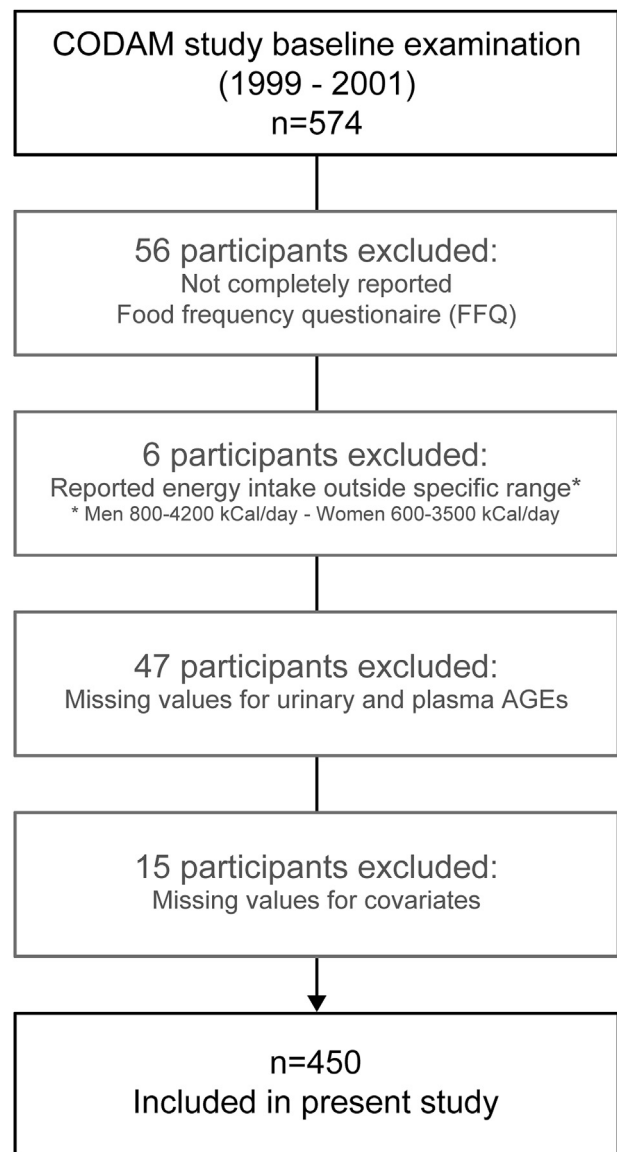 CODAM study baseline examination
(1999 - 2001)
n=574
56 participants excluded:
Not completely reported
Food frequency questionaire (FFQ)
6 participants excluded:
Reported energy intake outside specific range*
* Men 800-4200 kCal/day - Women 600-3500 kCal/day
47 participants excluded:
Missing values for urinary and plasma AGEs
15 participants excluded:
Missing values for covariates
n=450
Included in present study